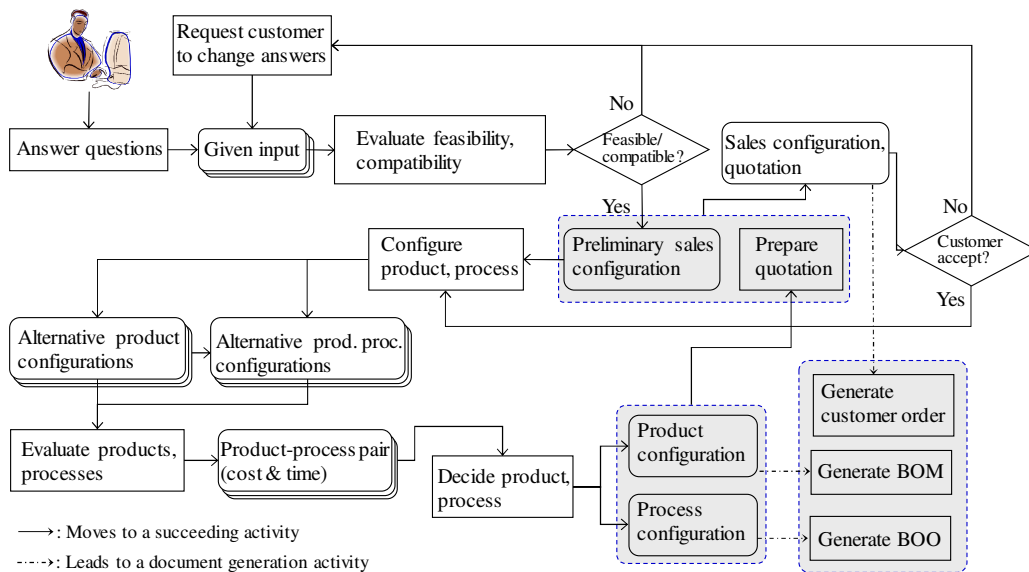 Request customer
to change answers
No
No
Answer questions
Given input
Evaluate feasibility,
compatibility
Feasible/
compatible?
Sales configuration,
quotation
Yes
Customer
accept?
Configure
product, process
Preliminary sales
configuration
Prepare
quotation
Yes
Alternative product
configurations
Alternative prod. proc.
configurations
Generate
customer order
Evaluate products,
processes
Product-process pair
(cost & time)
Decide product,
process
Product
configuration
Generate BOM
Process
configuration
Generate BOO
: Moves to a succeeding activity
: Leads to a document generation activity